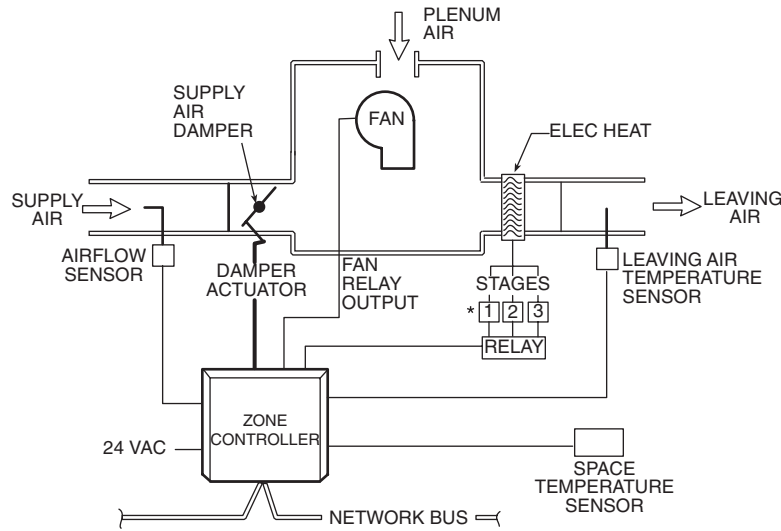 PLENUM
AIR
SUPPLY
AIR
DAMPER
FAN
ELEC HEAT
SUPPLY
AIR
LEAVING
AIR
AIRFLOW
SENSOR
DAMPER
ACTUATOR
FAN
RELAY
OUTPUT
STAGES
* 1 2 3
RELAY
LEAVING AIR
TEMPERATURE
SENSOR
ZONE
CONTROLLER
24 VAC
SPACE
TEMPERATURE
SENSOR
NETWORK BUS